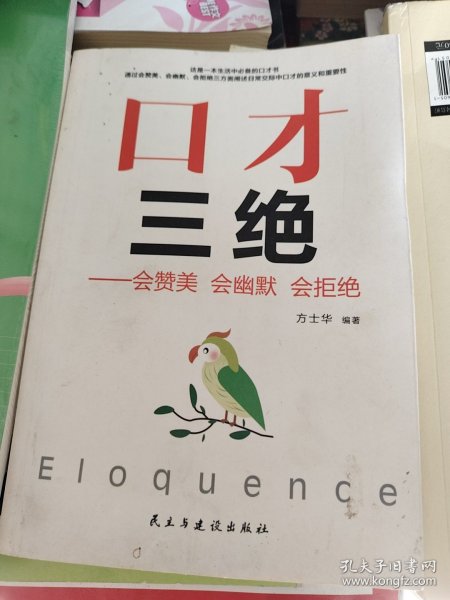 这是一本生活中必备的口才书
通过会赞美、会幽默、会拒绝三方面阐述日常交际中口才的意义和重要性
口才
三绝
——会赞美 会幽默 会拒绝
方士华 编著
Eloquence
民主与建设出版社
孔夫子旧书网
www.kongfz.com